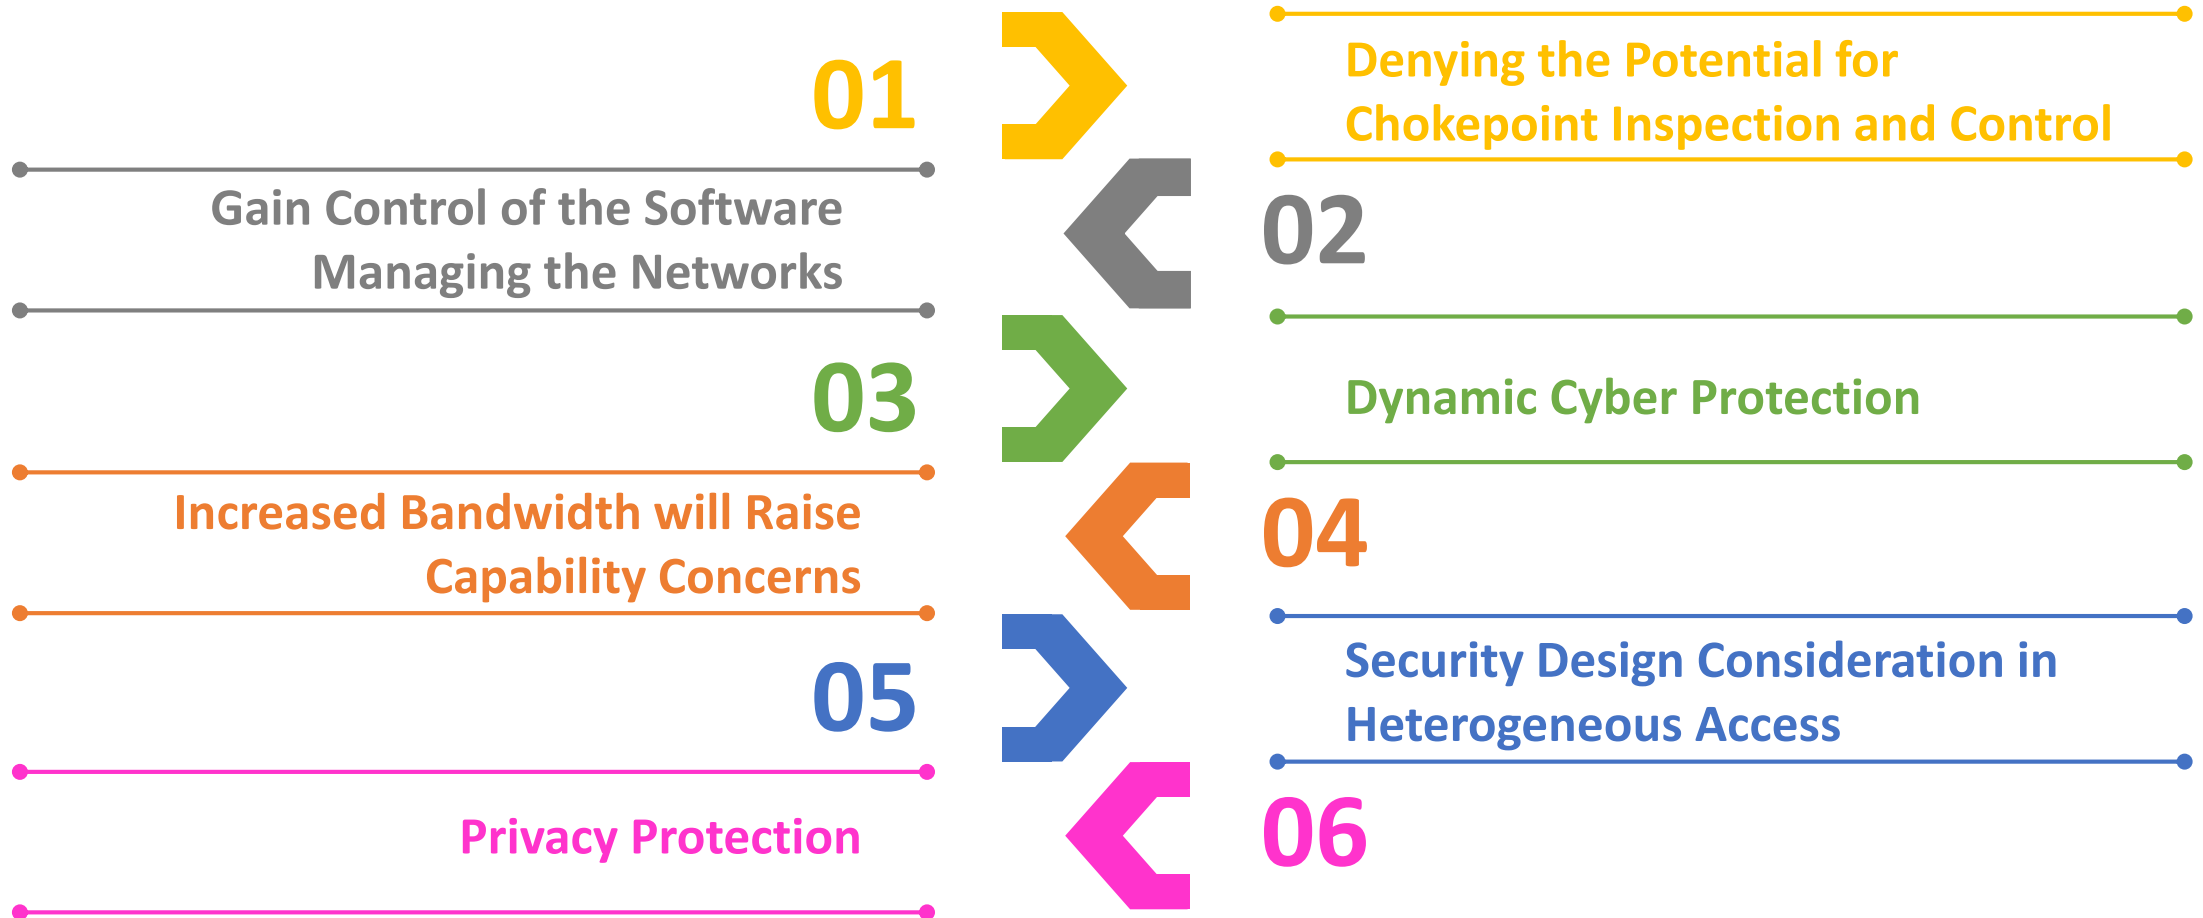 01
Denying the Potential for
Chokepoint Inspection and Control
02
Gain Control of the Software
Managing the Networks
03
Dynamic Cyber Protection
04
Increased Bandwidth will Raise
Capability Concerns
05
Security Design Consideration in
Heterogeneous Access
06
Privacy Protection